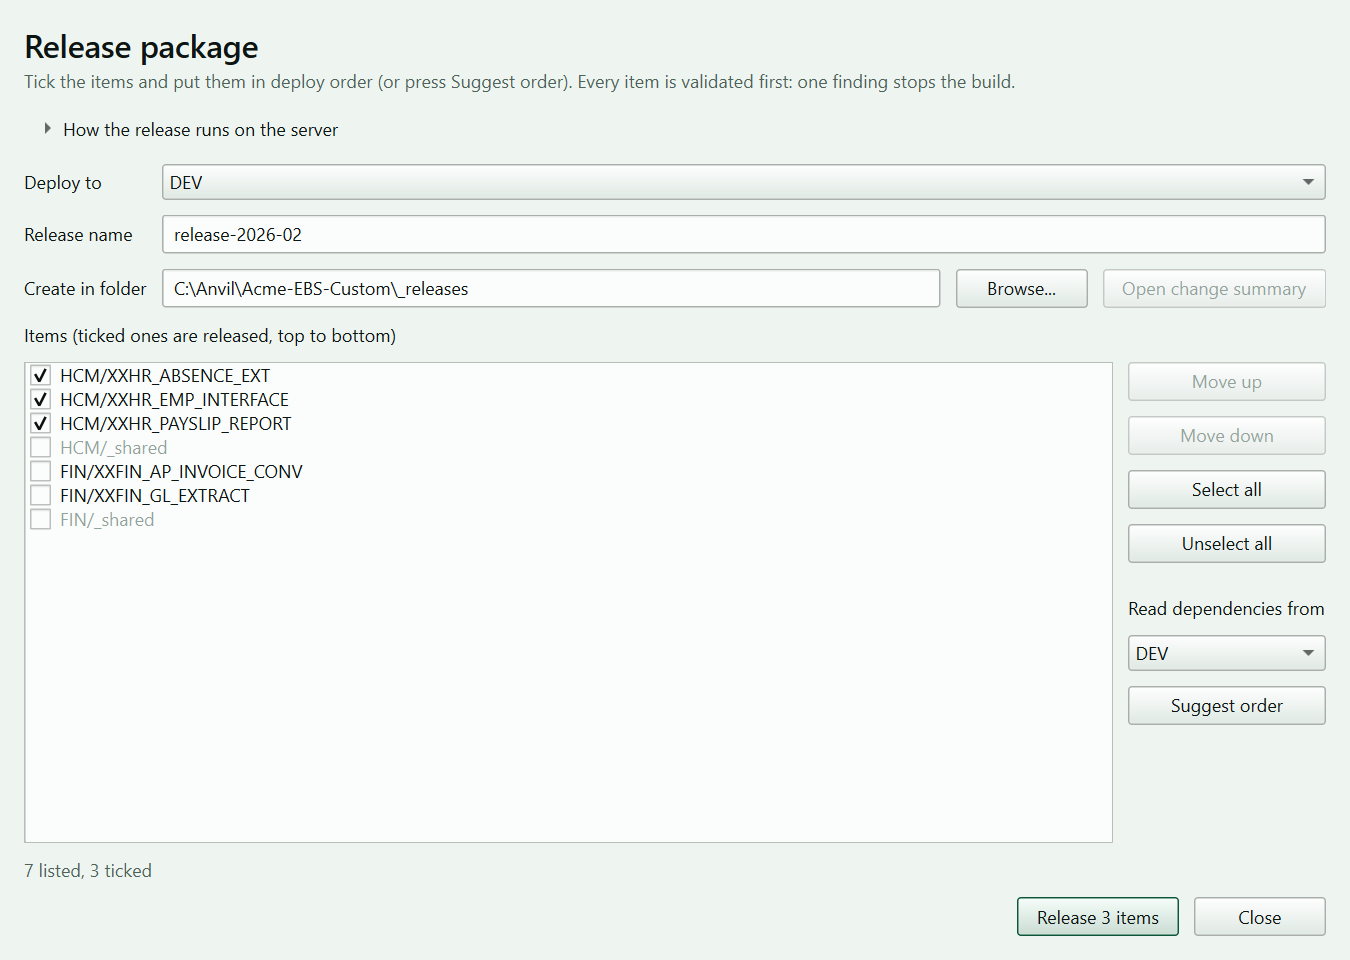 Release package
Tick the items and put them in deploy order (or press Suggest order). Every item is validated first: one finding stops the build.
How the release runs on the server
Deploy to
DEV
Release name
release-2026-02
Create in folder
C:\Anvil\Acme-EBS-Custom\_releases
Browse...
Open change summary
Items (ticked ones are released, top to bottom)
HCM/XXHR_ABSENCE_EXT
HCM/XXHR_EMP_INTERFACE
HCM/XXHR_PAYSLIP_REPORT
HCM/_shared
FIN/XXFIN_AP_INVOICE_CONV
FIN/XXFIN_GL_EXTRACT
FIN/_shared
Move up
Move down
Select all
Unselect all
Read dependencies from
DEV
Suggest order
7 listed, 3 ticked
Release 3 items
Close